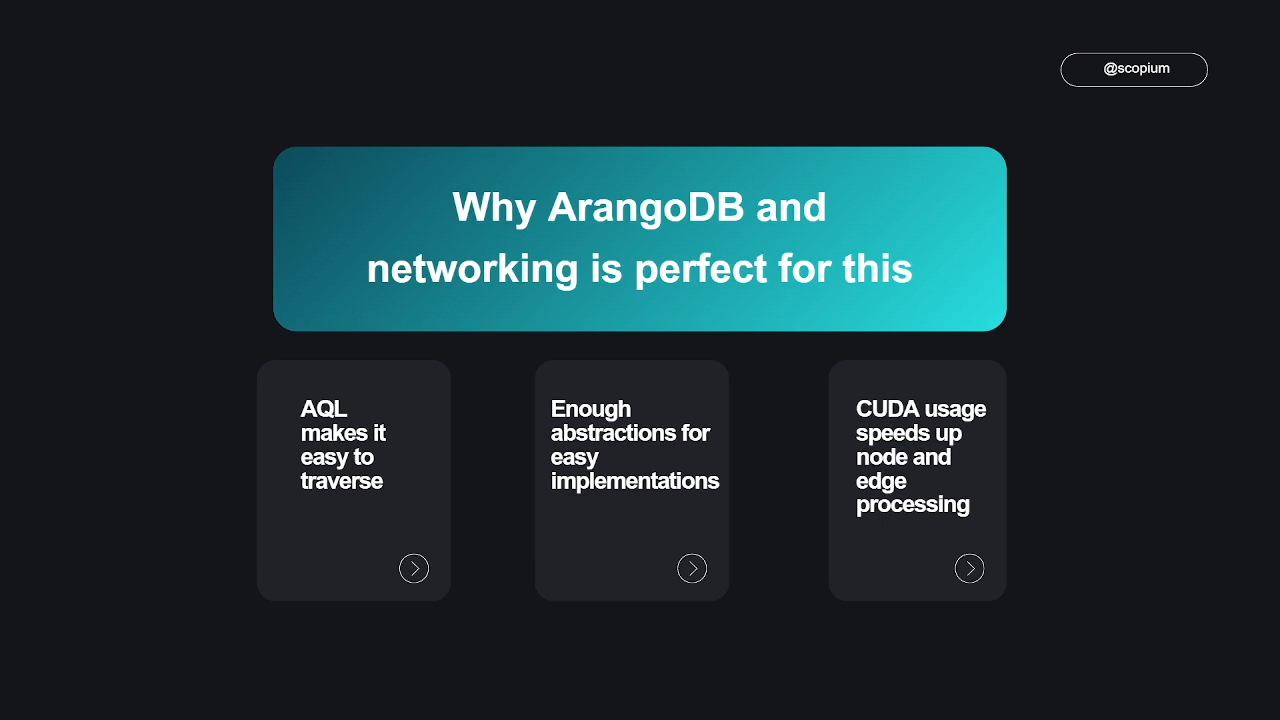 @scopium
Why ArangoDB and
networking is perfect for this
AQL
makes it
easy to
traverse
Enough
abstractions for
easy
implementations
CUDA usage
speeds up
node and
edge
processing